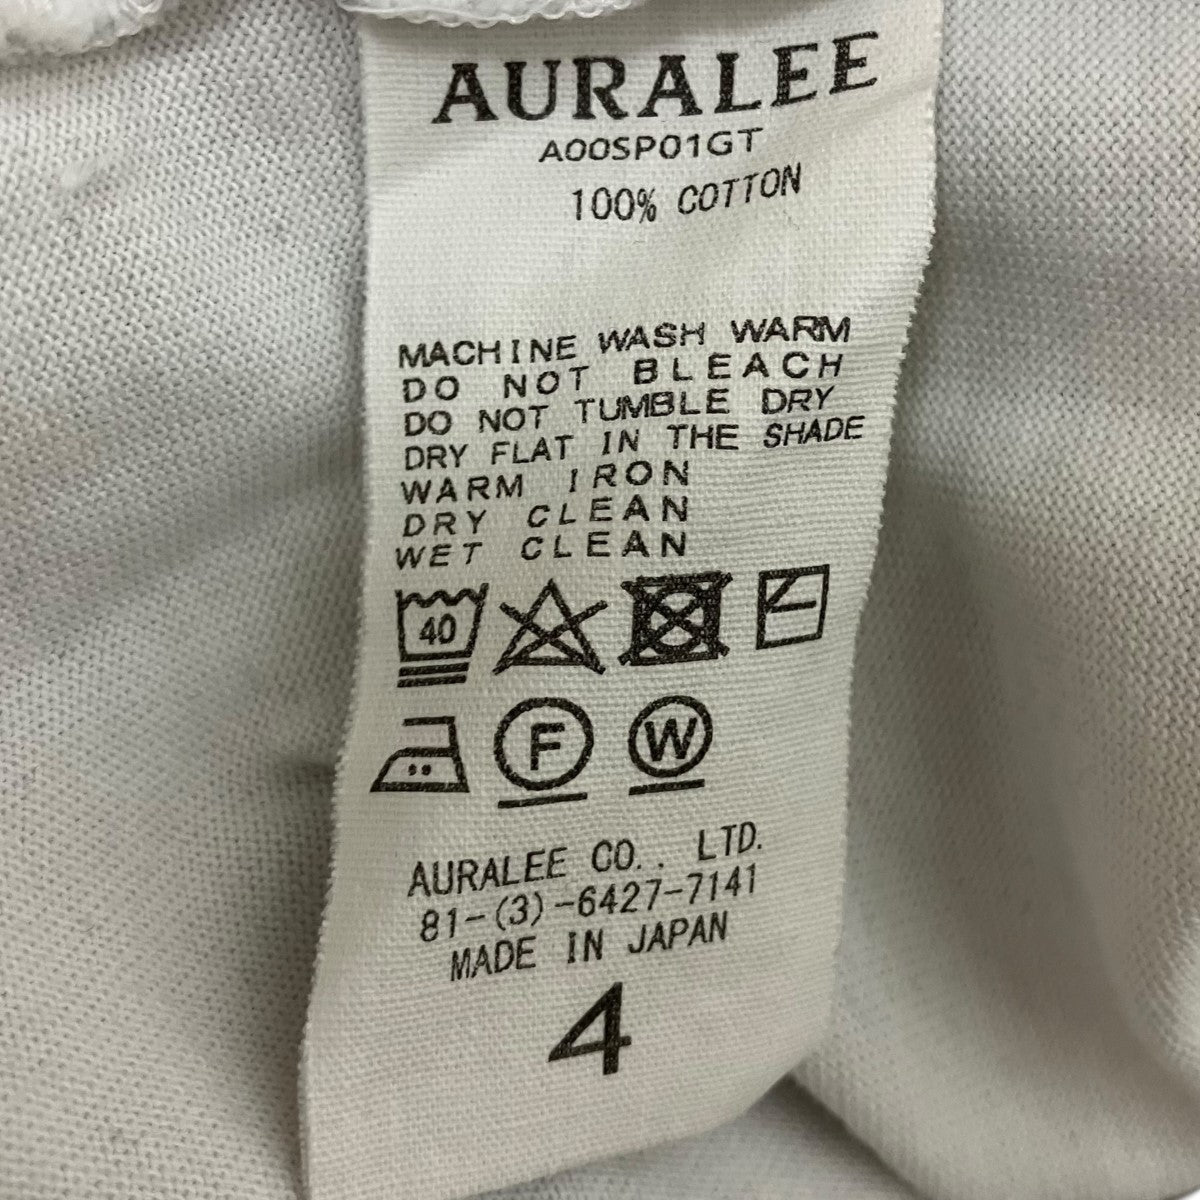 AURALEE
A00SP01GT
100% COTTON
MACHINE WASH WARM
DO NOT BLEACH
DO NOT TUMBLE DRY
DRY FLAT IN THE SHADE
WARM IRON
DRY CLEAN
WET CLEAN
40
F W
AURALEE CO., LTD.
81-(3)-6427-7141
MADE IN JAPAN
4